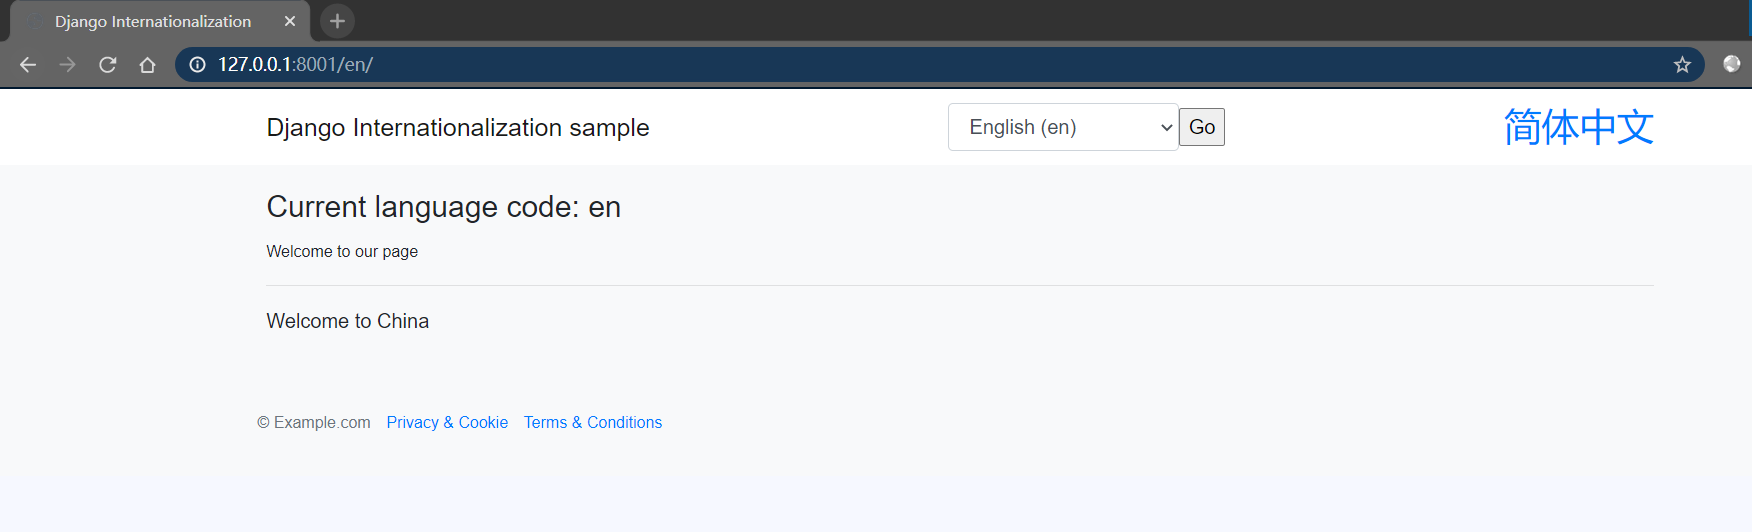 Django Internationalization
127.0.0.1:8001/en/
Django Internationalization sample
English (en)
Go
简体中文
Current language code: en
Welcome to our page
Welcome to China
© Example.com Privacy & Cookie Terms & Conditions